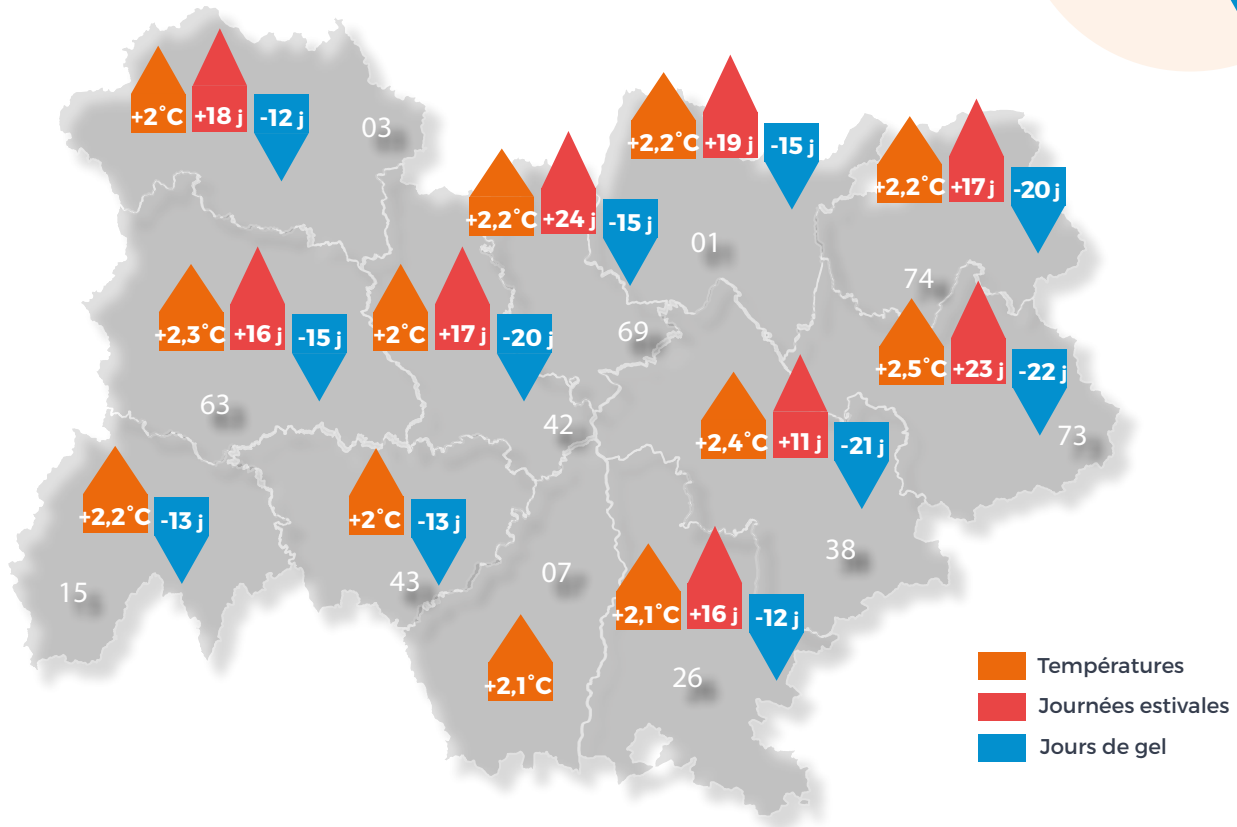 +2°C +18 j -12 j
03
+2,2°C +19 j -15 j
01
+2,2°C +17 j -20 j
74
+2,2°C +24 j -15 j
69
+2,3°C +16 j -15 j
63
+2°C +17 j -20 j
42
+2,5°C +23 j -22 j
73
+2,4°C +11 j -21 j
38
+2,2°C -13 j
15
+2°C -13 j
43
07
+2,1°C
+2,1°C +16 j -12 j
26
Températures
Journées estivales
Jours de gel